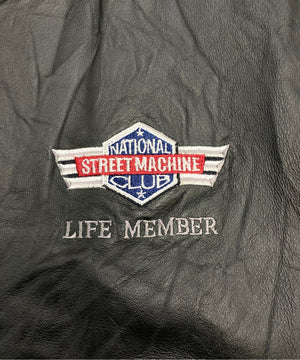 NATIONAL
STREET MACHINE
CLUB
LIFE MEMBER